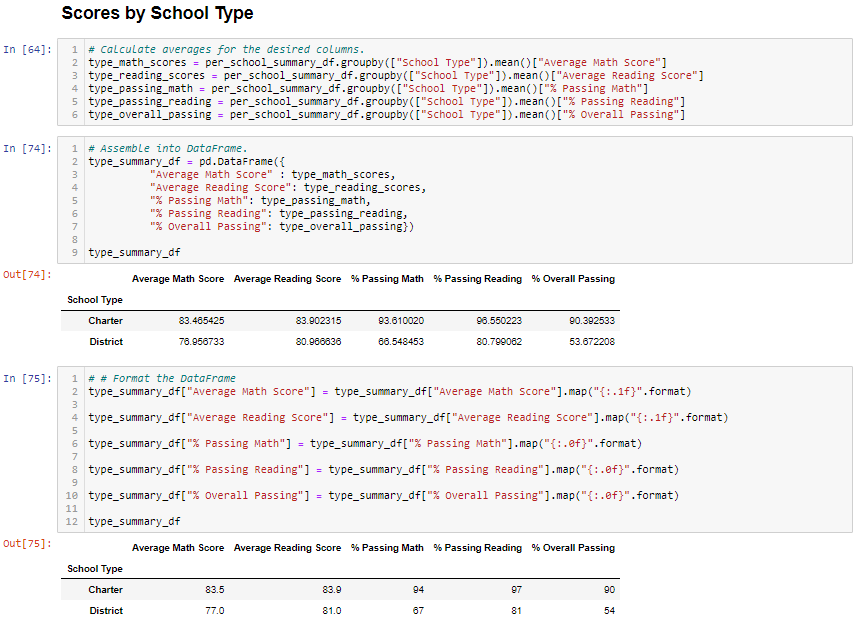 Scores by School Type
In [64]:
1 # Calculate averages for the desired columns.
2 type_math_scores = per_school_summary_df.groupby(["School Type"]).mean()["Average Math Score"]
3 type_reading_scores = per_school_summary_df.groupby(["School Type"]).mean()["Average Reading Score"]
4 type_passing_math = per_school_summary_df.groupby(["School Type"]).mean()["% Passing Math"]
5 type_passing_reading = per_school_summary_df.groupby(["School Type"]).mean()["% Passing Reading"]
6 type_overall_passing = per_school_summary_df.groupby(["School Type"]).mean()["% Overall Passing"]
In [74]:
1 # Assemble into DataFrame.
2 type_summary_df = pd.DataFrame({
3 "Average Math Score" : type_math_scores,
4 "Average Reading Score": type_reading_scores,
5 "% Passing Math": type_passing_math,
6 "% Passing Reading": type_passing_reading,
7 "% Overall Passing": type_overall_passing})
8
9 type_summary_df
Out[74]:
Average Math Score Average Reading Score % Passing Math % Passing Reading % Overall Passing
School Type
Charter 83.465425 83.902315 93.610020 96.550223 90.392533
District 76.956733 80.966636 66.548453 80.799062 53.672208
In [75]:
1 # # Format the DataFrame
2 type_summary_df["Average Math Score"] = type_summary_df["Average Math Score"].map("{:.1f}".format)
3
4 type_summary_df["Average Reading Score"] = type_summary_df["Average Reading Score"].map("{:.1f}".format)
5
6 type_summary_df["% Passing Math"] = type_summary_df["% Passing Math"].map("{:.0f}".format)
7
8 type_summary_df["% Passing Reading"] = type_summary_df["% Passing Reading"].map("{:.0f}".format)
9
10 type_summary_df["% Overall Passing"] = type_summary_df["% Overall Passing"].map("{:.0f}".format)
11
12 type_summary_df
Out[75]:
Average Math Score Average Reading Score % Passing Math % Passing Reading % Overall Passing
School Type
Charter 83.5 83.9 94 97 90
District 77.0 81.0 67 81 54